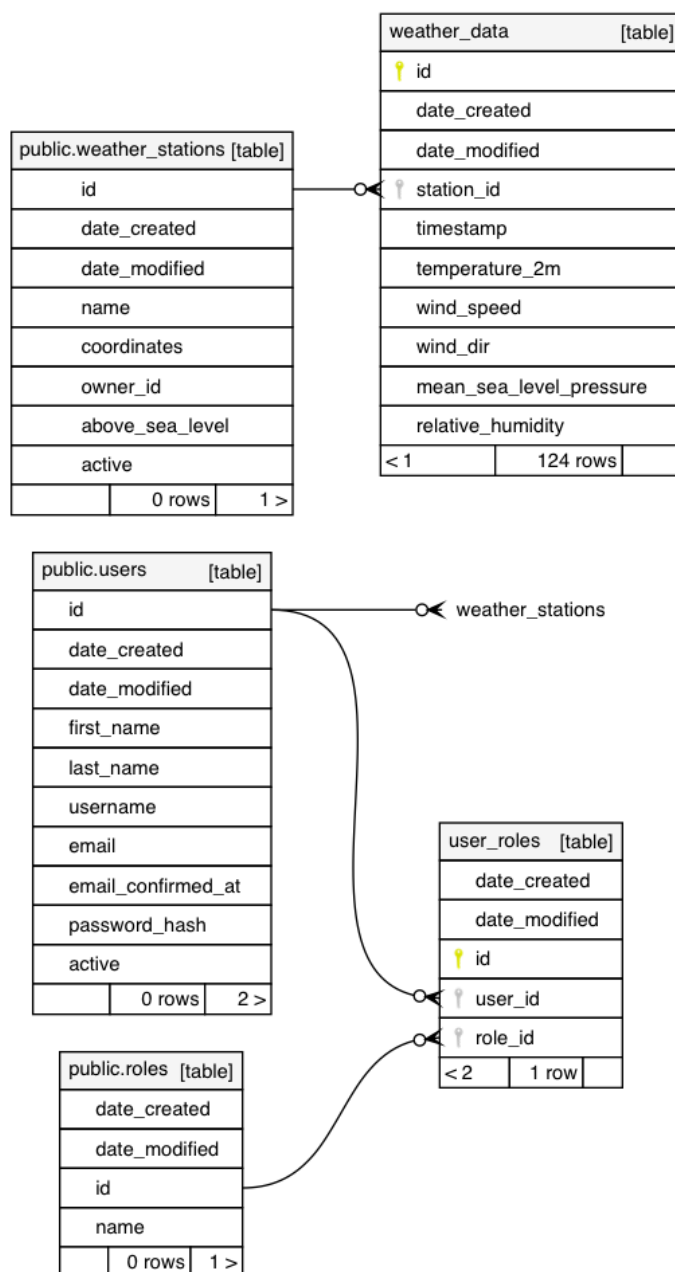 weather_data [table]
id
date_created
date_modified
station_id
timestamp
temperature_2m
wind_speed
wind_dir
mean_sea_level_pressure
relative_humidity
< 1 124 rows
public.weather_stations [table]
id
date_created
date_modified
name
coordinates
owner_id
above_sea_level
active
0 rows 1 >
public.users [table]
id
date_created
date_modified
first_name
last_name
username
email
email_confirmed_at
password_hash
active
0 rows 2 >
weather_stations
user_roles [table]
date_created
date_modified
id
user_id
role_id
< 2 1 row
public.roles [table]
date_created
date_modified
id
name
0 rows 1 >